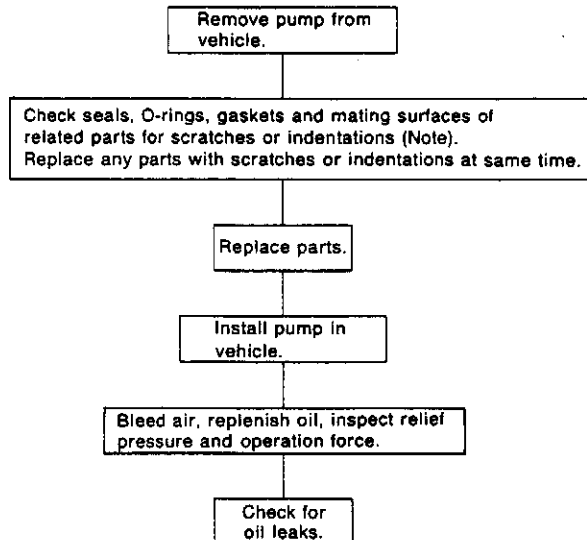 Remove pump from
vehicle.
Check seals, O-rings, gaskets and mating surfaces of
related parts for scratches or indentations (Note).
Replace any parts with scratches or indentations at same time.
Replace parts.
Install pump in
vehicle.
Bleed air, replenish oil, inspect relief
pressure and operation force.
Check for
oil leaks.